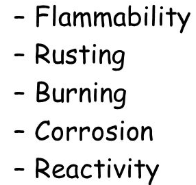 - Flammability
- Rusting
- Burning
- Corrosion
- Reactivity